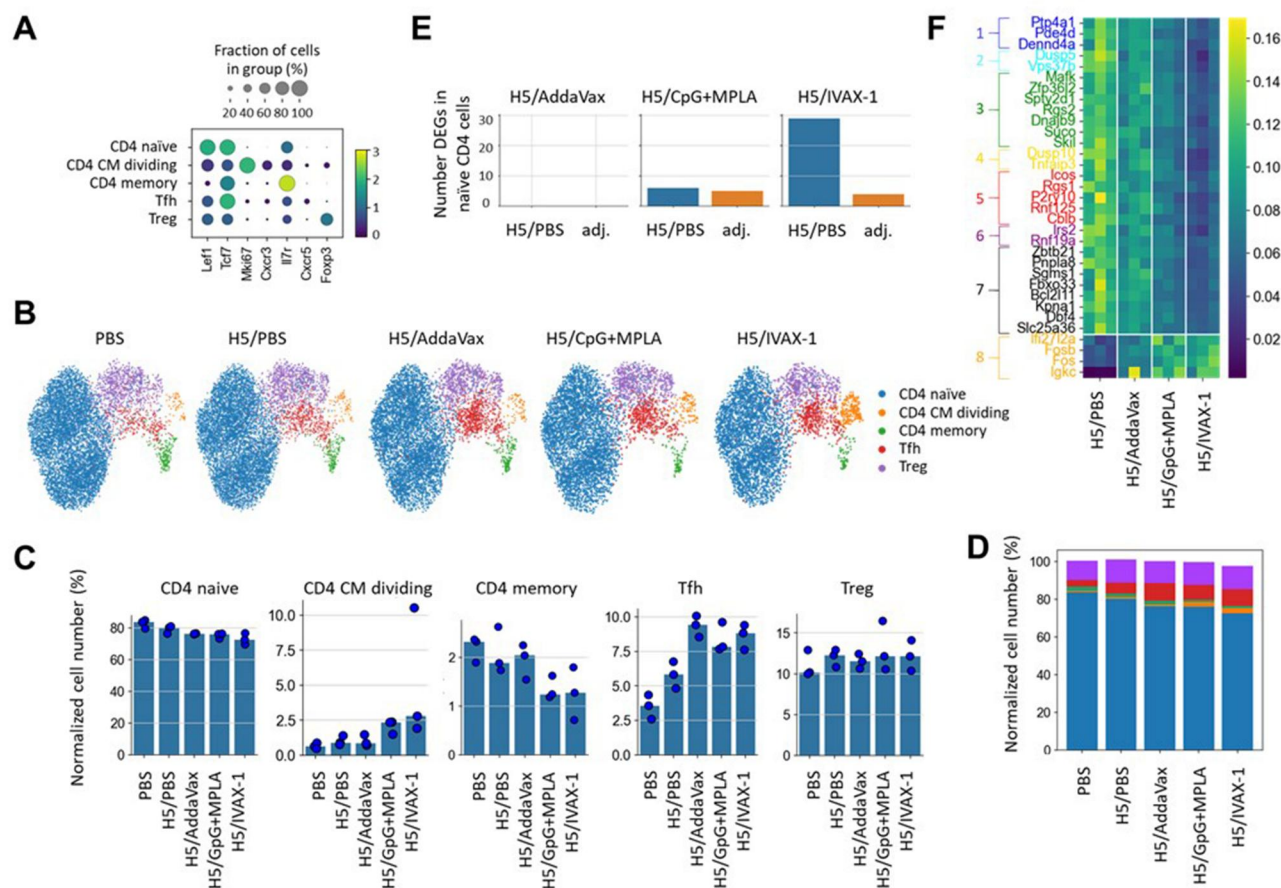 A
Fraction of cells
in group (%)
20 40 60 80 100
CD4 naïve
CD4 CM dividing
CD4 memory
Tfh
Treg
3
2
1
0
Lef1
Tcf7
Mki67
Cxcr3
Il7r
Cxcr5
Foxp3
E
Number DEGs in
naïve CD4 cells
H5/AddaVax
H5/CpG+MPLA
H5/IVAX-1
30
20
10
0
H5/PBS adj.
H5/PBS adj.
H5/PBS adj.
F
1
2
3
4
5
6
7
8
Ptp4a1
Pde4d
Dennd4a
Dusp5
Vps37b
Mafk
Zfp36l2
Spty2d1
Rgs2
Dnajb9
Suco
Skil
Dusp10
Tnfaip3
Icos
Rgs1
P2ry10
Rnf125
Cblb
Irs2
Rnf19a
Zbtb21
Pnpla8
Sgms1
Fbxo33
Bcl2l11
Kpna1
Dbf4
Slc25a36
Ifi27l2a
Fosb
Fos
Igkc
0.16
0.14
0.12
0.10
0.08
0.06
0.04
0.02
H5/PBS
H5/AddaVax
H5/GpG+MPLA
H5/IVAX-1
B
PBS
H5/PBS
H5/AddaVax
H5/CpG+MPLA
H5/IVAX-1
CD4 naïve
CD4 CM dividing
CD4 memory
Tfh
Treg
C
Normalized cell number (%)
CD4 naive
80
60
40
20
0
PBS
H5/PBS
H5/AddaVax
H5/GpG+MPLA
H5/IVAX-1
CD4 CM dividing
10.0
7.5
5.0
2.5
0.0
PBS
H5/PBS
H5/AddaVax
H5/GpG+MPLA
H5/IVAX-1
CD4 memory
2
1
0
PBS
H5/PBS
H5/AddaVax
H5/GpG+MPLA
H5/IVAX-1
Tfh
10.0
7.5
5.0
2.5
0.0
PBS
H5/PBS
H5/AddaVax
H5/GpG+MPLA
H5/IVAX-1
Treg
15
10
5
0
PBS
H5/PBS
H5/AddaVax
H5/GpG+MPLA
H5/IVAX-1
D
Normalized cell number (%)
100
80
60
40
20
0
PBS
H5/PBS
H5/AddaVax
H5/GpG+MPLA
H5/IVAX-1